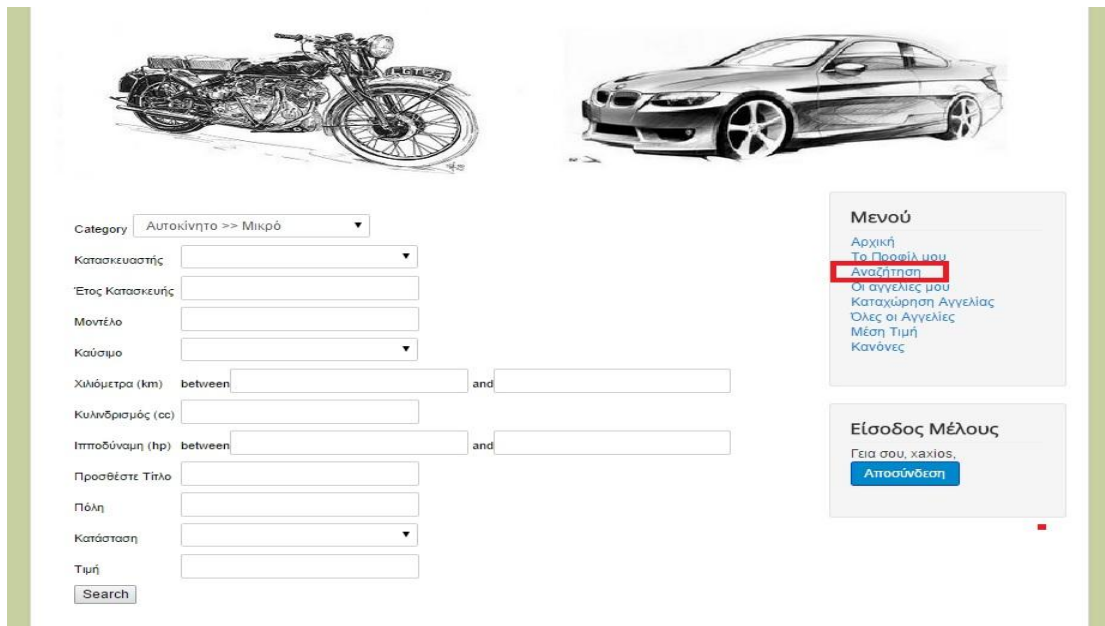 LGT23
Category Αυτοκίνητο >> Μικρό
Κατασκευαστής
Έτος Κατασκευής
Μοντέλο
Καύσιμο
Χιλιόμετρα (km) between and
Κυλινδρισμός (cc)
Ιπποδύναμη (hp) between and
Προσθέστε Τίτλο
Πόλη
Κατάσταση
Τιμή
Search
Μενού
Αρχική
Το Προφίλ μου
Αναζήτηση
Οι αγγελίες μου
Καταχώρηση Αγγελίας
Όλες οι Αγγελίες
Μέση Τιμή
Κανόνες
Είσοδος Μέλους
Γεια σου, xaxios,
Αποσύνδεση